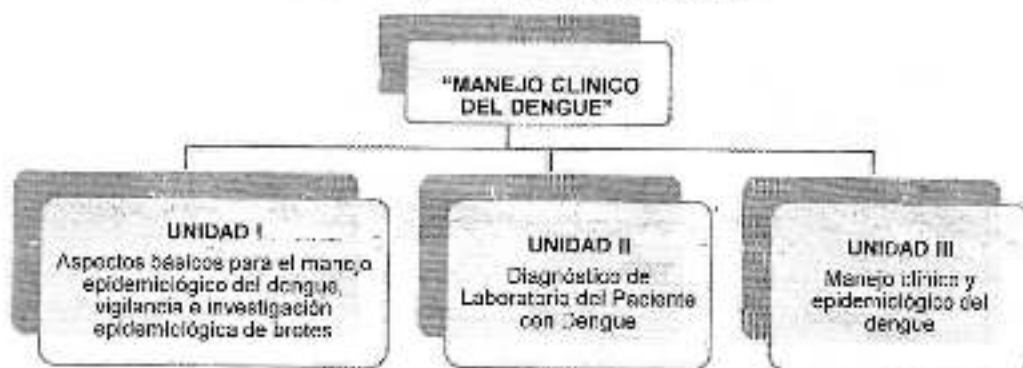 "MANEJO CLINICO
DEL DENGUE"
UNIDAD I
Aspectos básicos para el manejo
epidemiológico del dengue,
vigilancia e investigación
epidemiológica de brotes
UNIDAD II
Diagnóstico de
Laboratorio del Paciente
con Dengue
UNIDAD III
Manejo clínico y
epidemiológico del
dengue